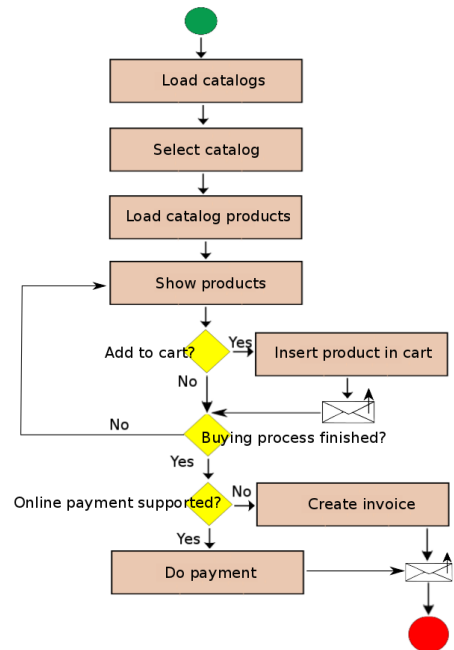 Load catalogs
Select catalog
Load catalog products
Show products
Add to cart?
Yes
Insert product in cart
No
No
Buying process finished?
Yes
Online payment supported?
No
Create invoice
Yes
Do payment